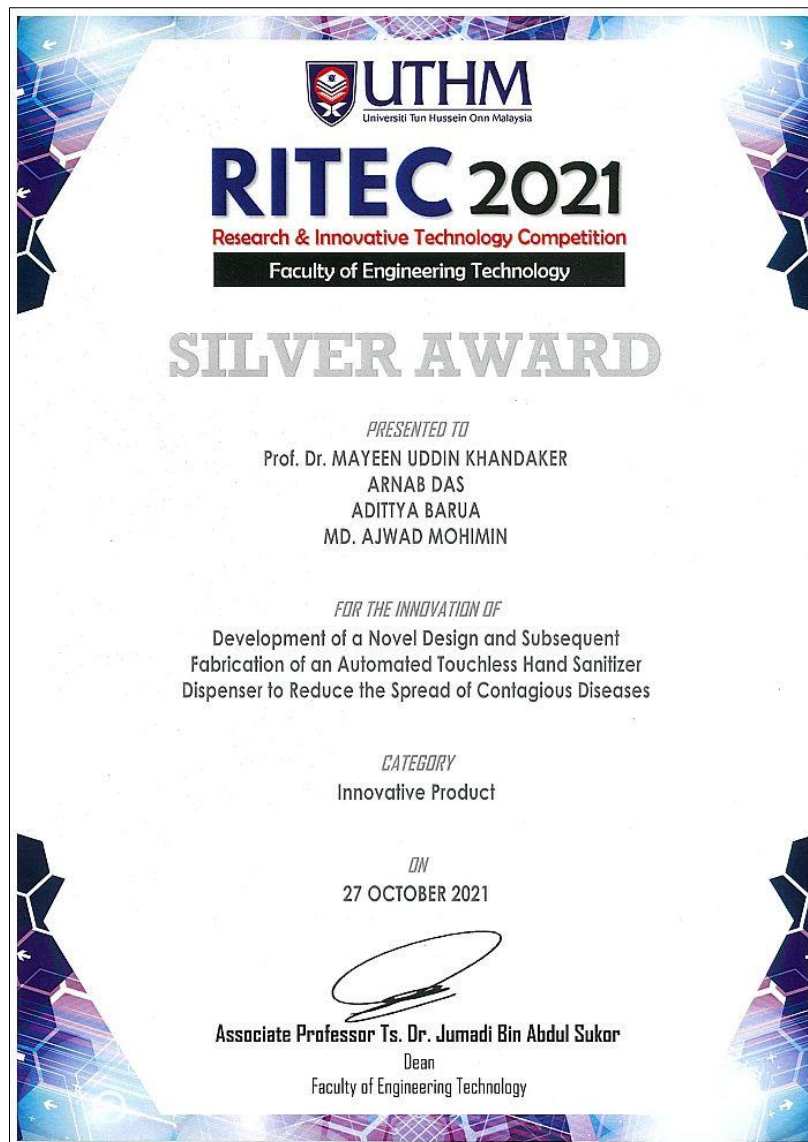 UTHM
Universiti Tun Hussein Onn Malaysia
RITEC 2021
Research & Innovative Technology Competition
Faculty of Engineering Technology
SILVER AWARD
PRESENTED TO
Prof. Dr. MAYEEN UDDIN KHANDAKER
ARNAB DAS
ADITTYA BARUA
MD. AJWAD MOHIMIN
FOR THE INNOVATION OF
Development of a Novel Design and Subsequent
Fabrication of an Automated Touchless Hand Sanitizer
Dispenser to Reduce the Spread of Contagious Diseases
CATEGORY
Innovative Product
ON
27 OCTOBER 2021
Associate Professor Ts. Dr. Jumadi Bin Abdul Sukor
Dean
Faculty of Engineering Technology